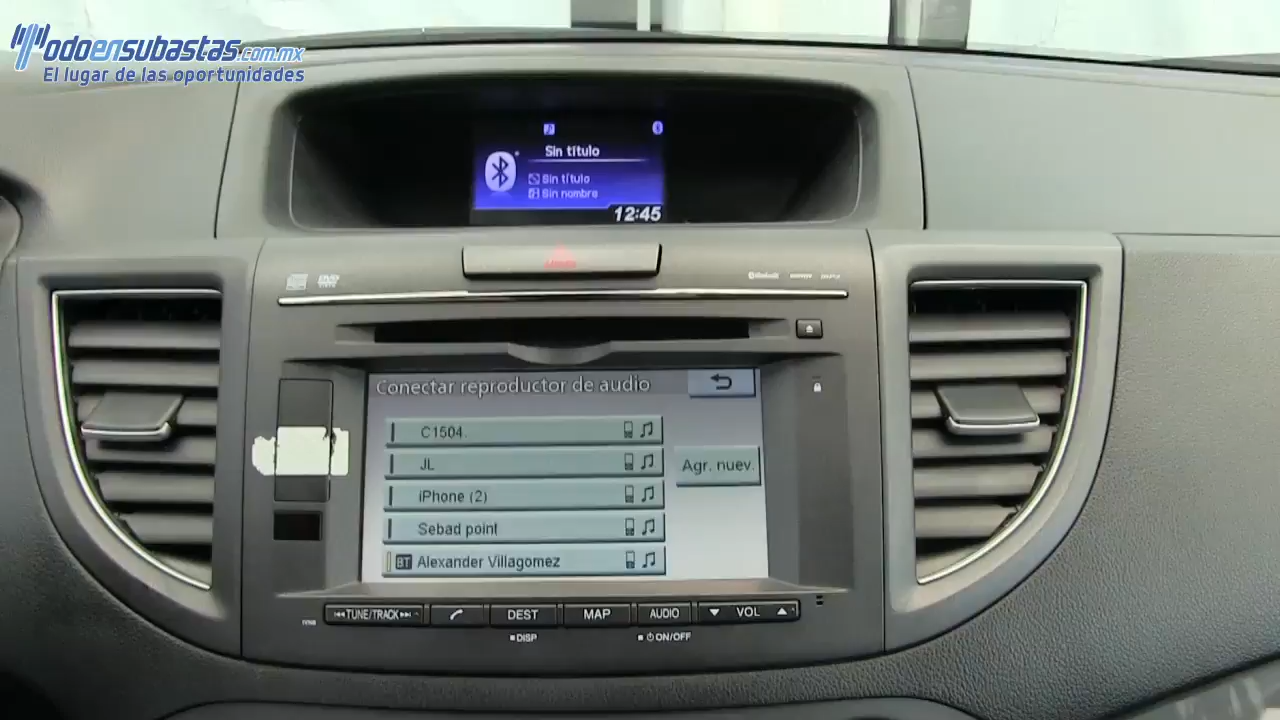 Todoensubastas.com.mx
El lugar de las oportunidades
Sin título
Sin título
Sin nombre
12:45
Bluetooth
Conectar reproductor de audio
C1504.
JL
iPhone (2)
Sebad point
BT Alexander Villagomez
Agr. nuev.
TUNE/TRACK
DEST
MAP
AUDIO
VOL
DISP
ON/OFF